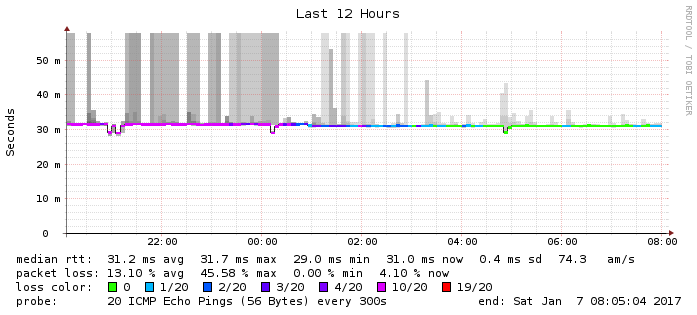 Last 12 Hours
RRDTOOL / TOBI OETIKER
Seconds
50 m
40 m
30 m
20 m
10 m
0
22:00 00:00 02:00 04:00 06:00 08:00
median rtt: 31.2 ms avg 31.7 ms max 29.0 ms min 31.0 ms now 0.4 ms sd 74.3 am/s
packet loss: 13.10 % avg 45.58 % max 0.00 % min 4.10 % now
loss color: 0 1/20 2/20 3/20 4/20 10/20 19/20
probe: 20 ICMP Echo Pings (56 Bytes) every 300s end: Sat Jan 7 08:05:04 2017